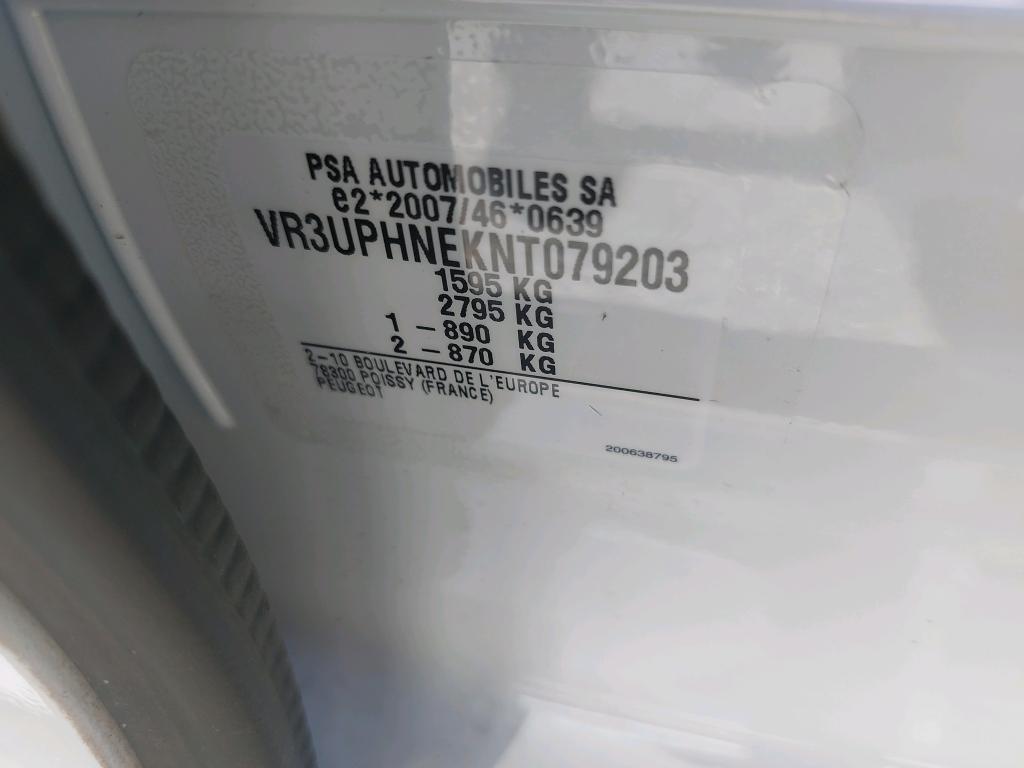 PSA AUTOMOBILES SA
e2*2007/46*0639
VR3UPHNEKNT079203
1595 KG
2795 KG
1 -890 KG
2 -870 KG
2-10 BOULEVARD DE L'EUROPE
78300 POISSY (FRANCE)
PEUGEOT
200638795